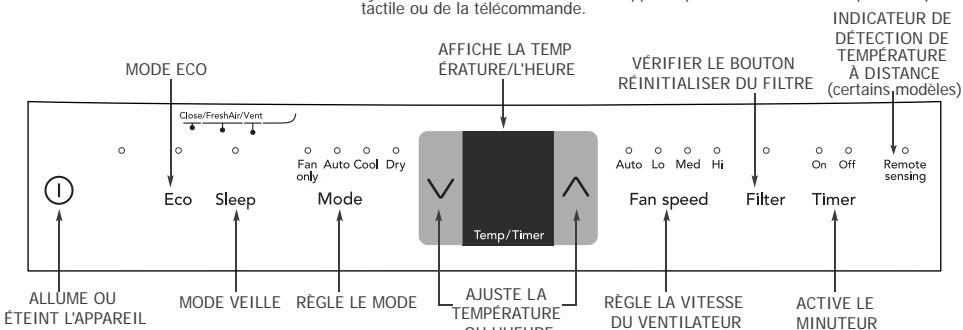 tactile ou de la télécommande.
INDICATEUR DE
DÉTECTION DE
TEMPÉRATURE
À DISTANCE
(certains modèles)
AFFICHE LA TEMP
ÉRATURE/L'HEURE
VÉRIFIER LE BOUTON
RÉINITIALISER DU FILTRE
MODE ECO
Close/FreshAir/Vent
Fan only
Auto
Cool
Dry
Auto
Lo
Med
Hi
On
Off
Remote
sensing
Eco
Sleep
Mode
Temp/Timer
Fan speed
Filter
Timer
ALLUME OU
ÉTEINT L'APPAREIL
MODE VEILLE
RÈGLE LE MODE
AJUSTE LA
TEMPÉRATURE
RÈGLE LA VITESSE
DU VENTILATEUR
ACTIVE LE
MINUTEUR